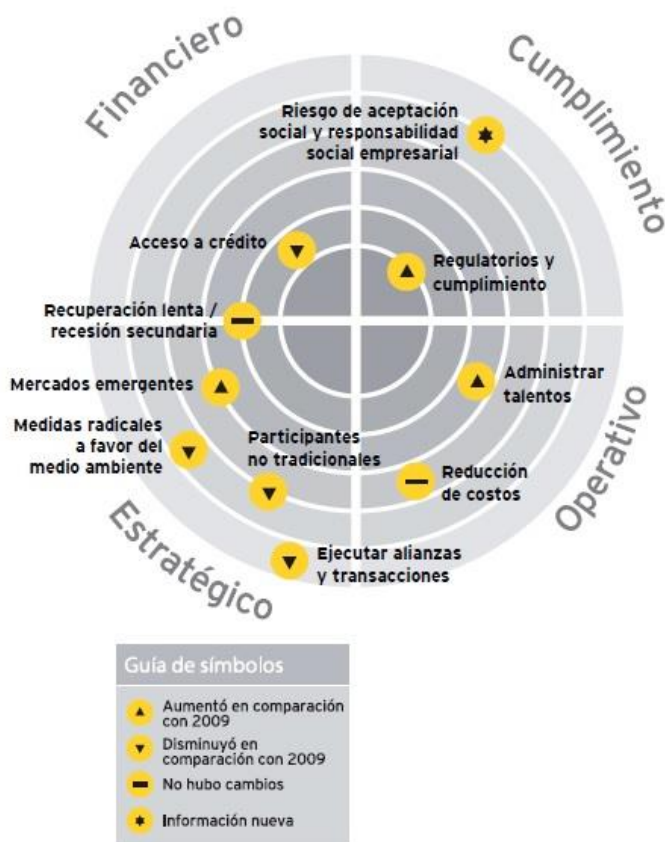 Financiero
Cumplimiento
Riesgo de aceptación
social y responsabilidad
social empresarial
Acceso a crédito
Regulatorios y
cumplimiento
Recuperación lenta /
recesión secundaria
Mercados emergentes
Administrar
talentos
Medidas radicales
a favor del
medio ambiente
Participantes
no tradicionales
Reducción
de costos
Operativo
Estratégico
Ejecutar alianzas
y transacciones
Guía de símbolos
Aumentó en comparación
con 2009
Disminuyó en
comparación con 2009
No hubo cambios
Información nueva